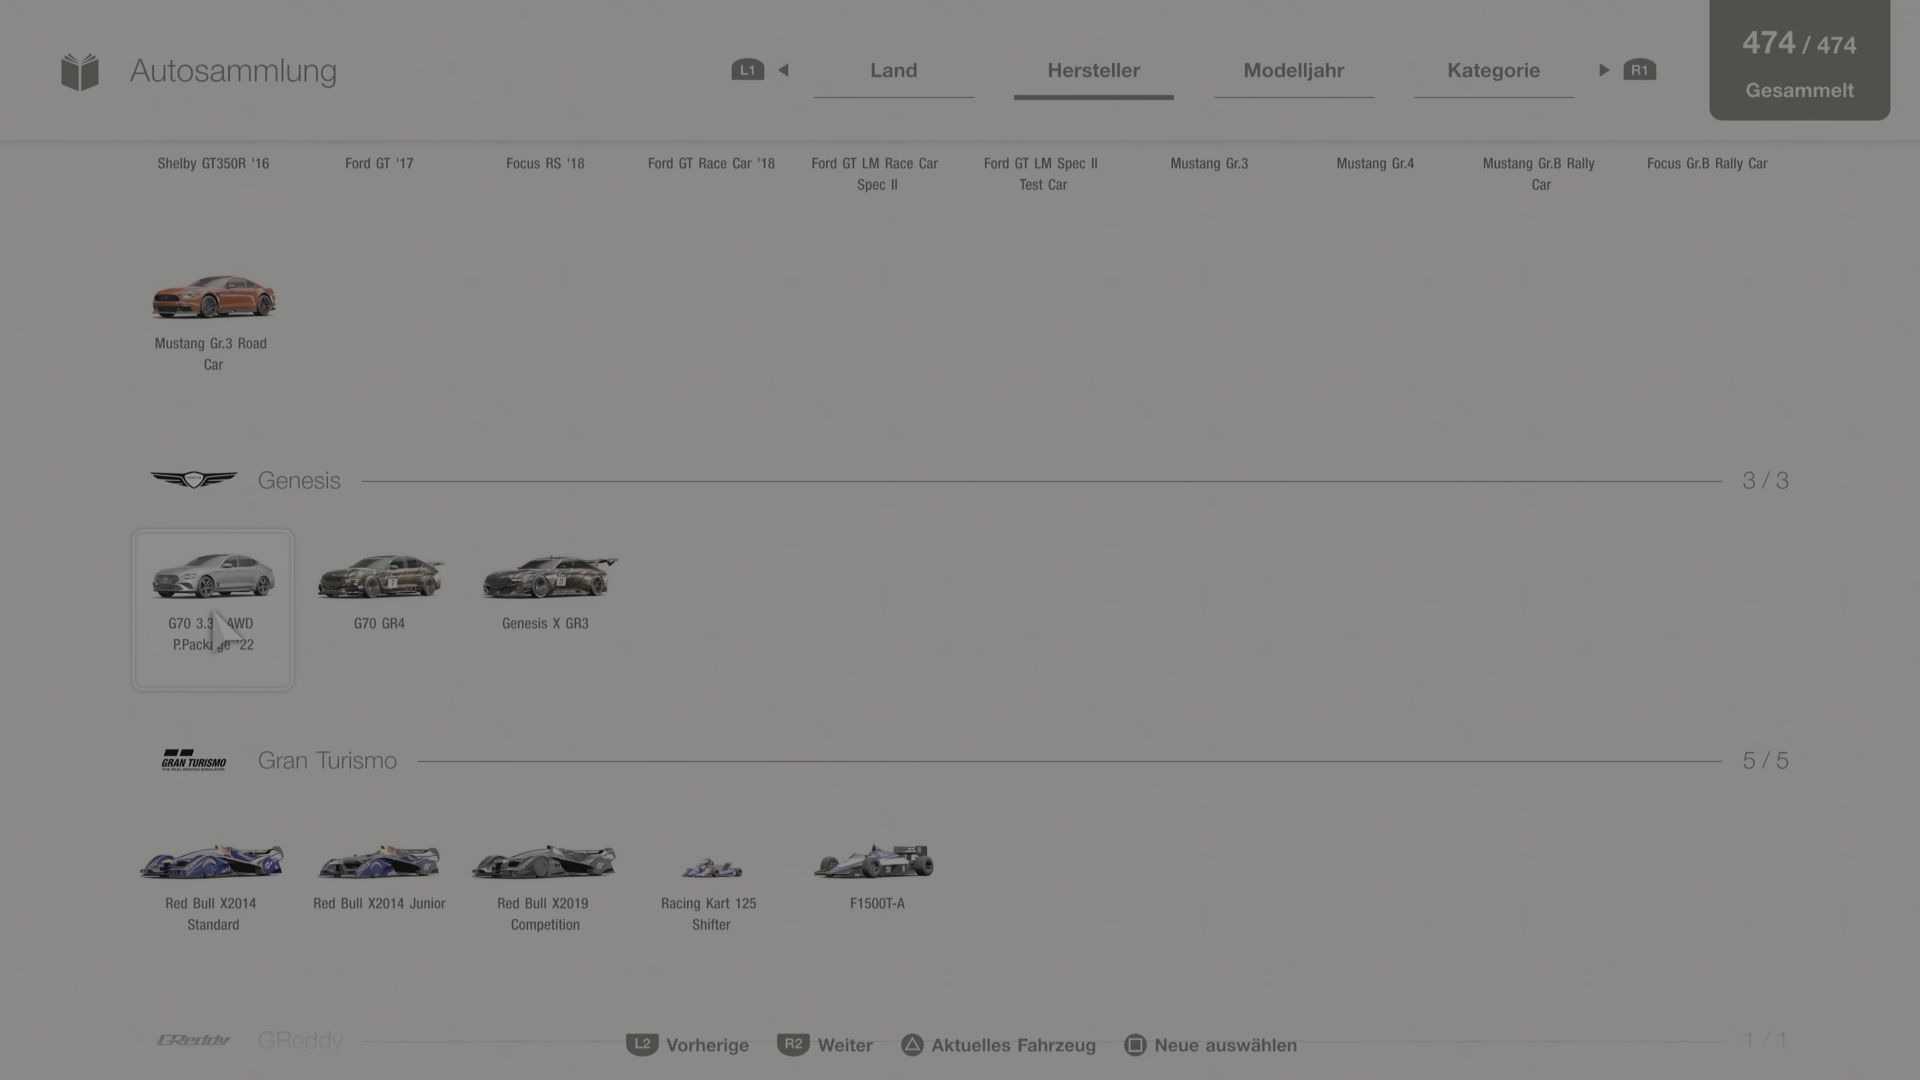 Autosammlung
L1
Land
Hersteller
Modelljahr
Kategorie
R1
474 / 474
Gesammelt
Shelby GT350R '16
Ford GT '17
Focus RS '18
Ford GT Race Car '18
Ford GT LM Race Car
Spec II
Ford GT LM Spec II
Test Car
Mustang Gr.3
Mustang Gr.4
Mustang Gr.B Rally
Car
Focus Gr.B Rally Car
Mustang Gr.3 Road
Car
Genesis
3 / 3
G70 3.3 AWD
P.Package '22
G70 GR4
Genesis X GR3
GRAN TURISMO
Gran Turismo
5 / 5
Red Bull X2014
Standard
Red Bull X2014 Junior
Red Bull X2019
Competition
Racing Kart 125
Shifter
F1500T-A
GReddy
GReddy
1 / 1
L2 Vorherige
R2 Weiter
Aktuelles Fahrzeug
Neue auswählen